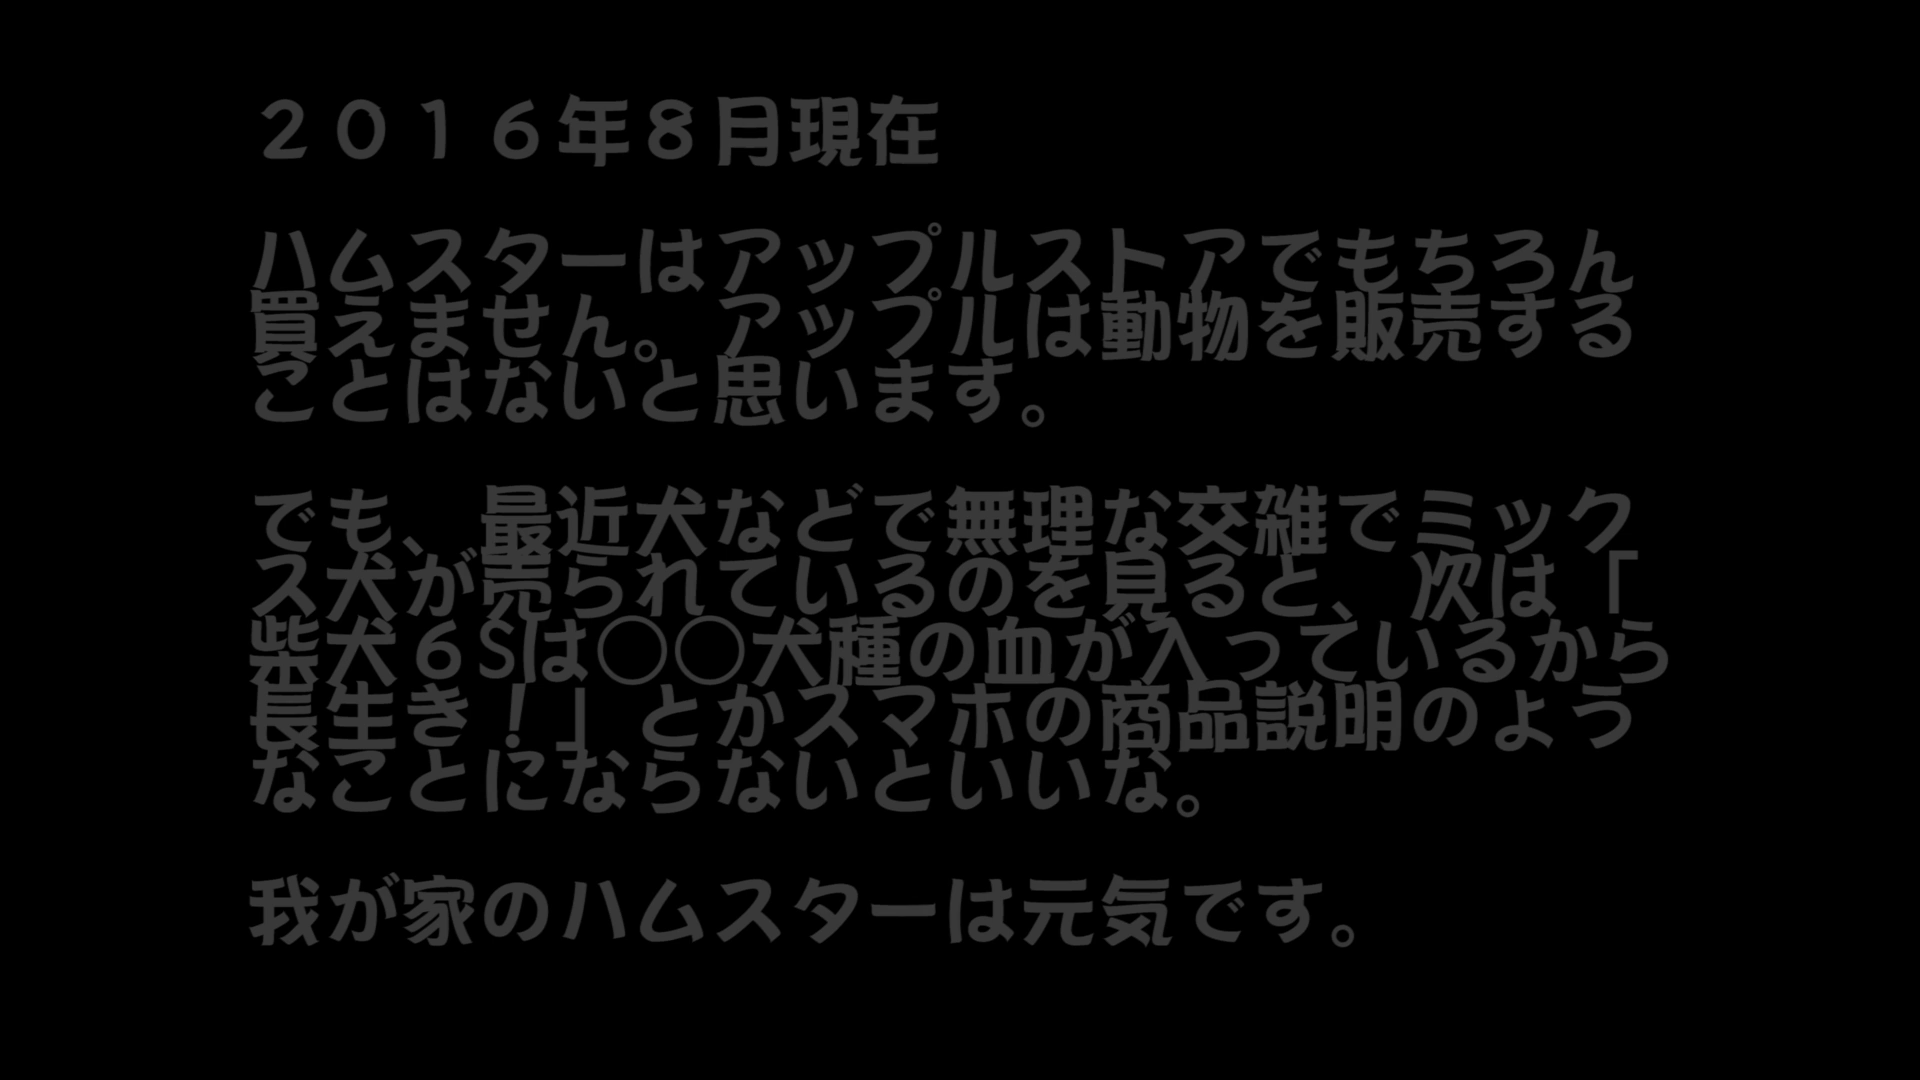 ２０１６年８月現在
ハムスターはアップルストアでもちろん
買えません。アップルは動物を販売する
ことはないと思います。
でも、最近犬などで無理な交雑でミック
ス犬が売られているのを見ると、次は「
柴犬６Sは〇〇犬種の血が入っているから
長生き！」とかスマホの商品説明のよう
なことにならないといいな。
我が家のハムスターは元気です。